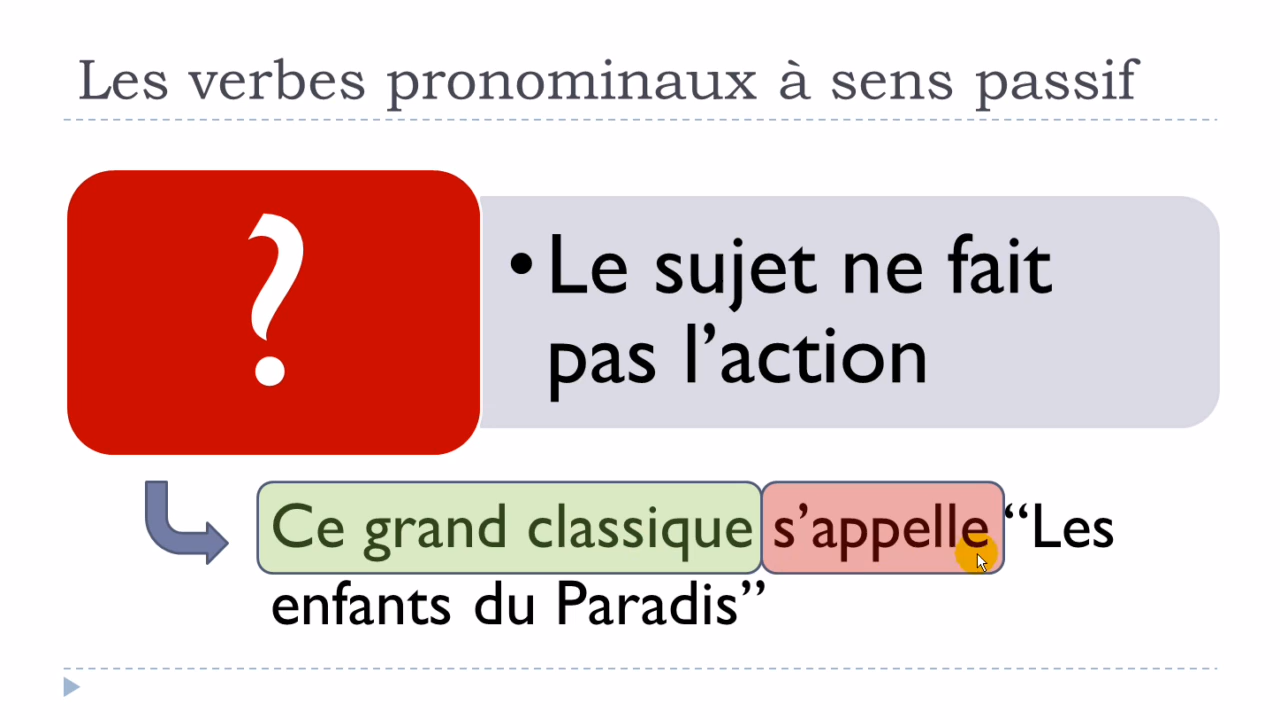 Les verbes pronominaux à sens passif
?
•Le sujet ne fait
pas l’action
Ce grand classique s’appelle “Les
enfants du Paradis”